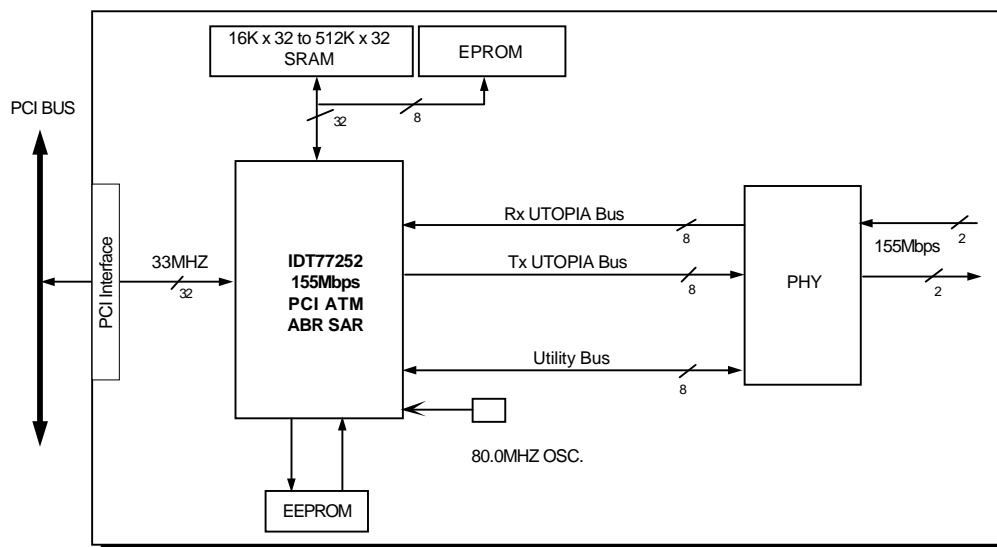 16K x 32 to 512K x 32
SRAM
EPROM
PCI BUS
32
8
PCI Interface
33MHZ
32
IDT77252
155Mbps
PCI ATM
ABR SAR
Rx UTOPIA Bus
8
Tx UTOPIA Bus
8
Utility Bus
8
PHY
155Mbps
2
2
80.0MHZ OSC.
EEPROM